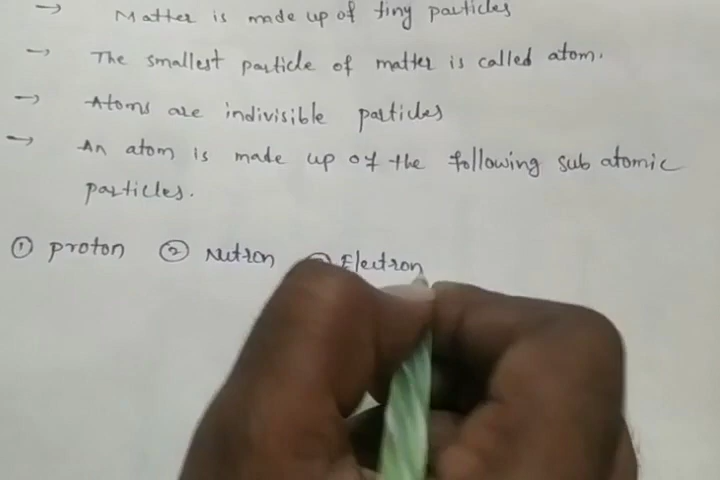 → Matter is made up of tiny particles
→ The smallest particle of matter is called atom.
→ Atoms are indivisible particles
→ An atom is made up of the following sub atomic
particles.
① proton ② Nutron ③ Electron